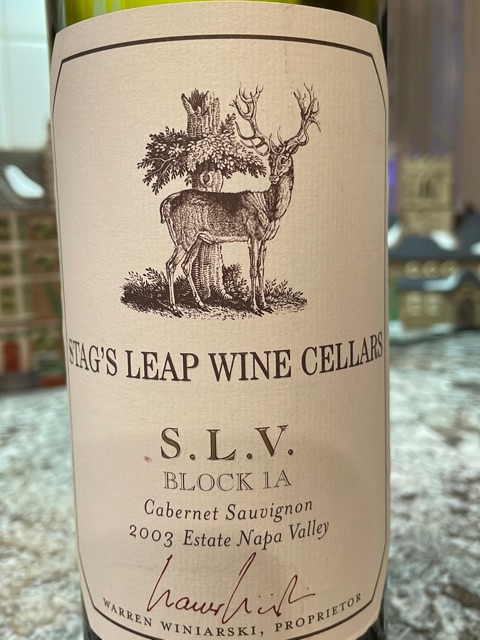 STAG'S LEAP WINE CELLARS
S.L.V.
BLOCK 1A
Cabernet Sauvignon
2003 Estate Napa Valley
WARREN WINIARSKI, PROPRIETOR